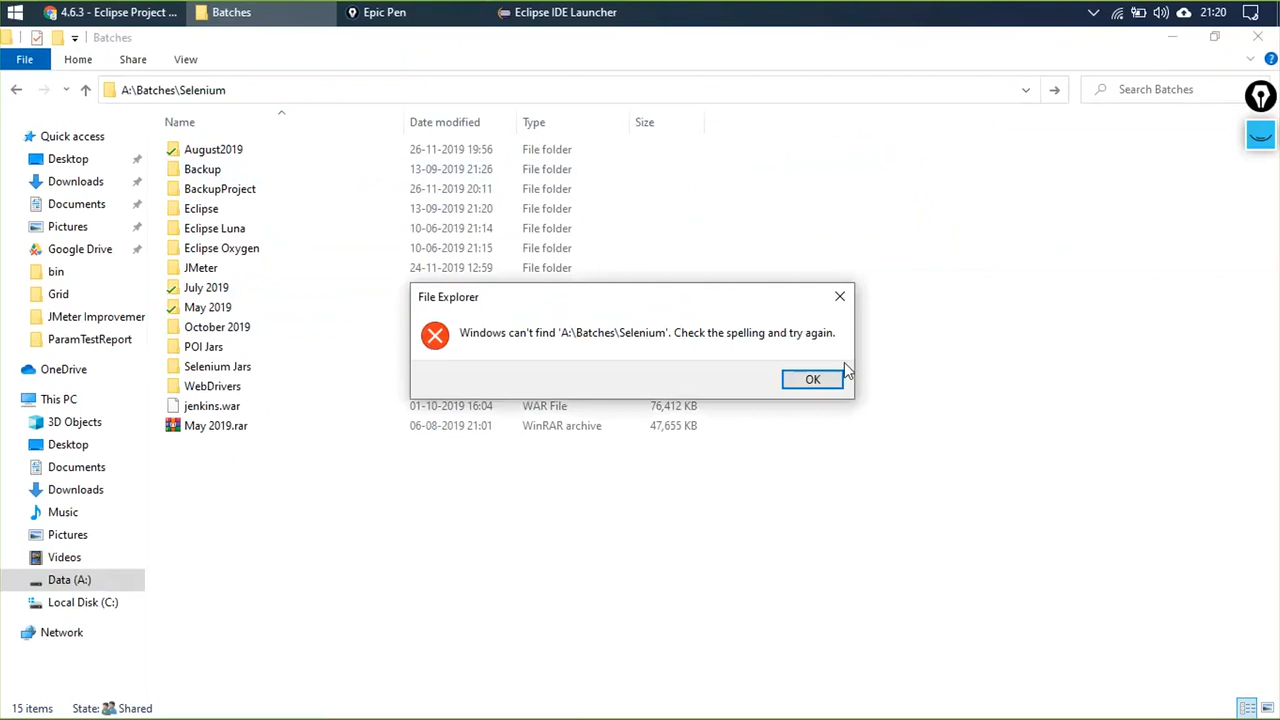 4.6.3 - Eclipse Project ...
Batches
Epic Pen
Eclipse IDE Launcher
21:20
Batches
File
Home
Share
View
A:\Batches\Selenium
Search Batches
Name
Date modified
Type
Size
Quick access
Desktop
Downloads
Documents
Pictures
Google Drive
bin
Grid
JMeter Improvemer
ParamTestReport
OneDrive
This PC
3D Objects
Desktop
Documents
Downloads
Music
Pictures
Videos
Data (A:)
Local Disk (C:)
Network
August2019 26-11-2019 19:56 File folder
Backup 13-09-2019 21:26 File folder
BackupProject 26-11-2019 20:11 File folder
Eclipse 13-09-2019 21:20 File folder
Eclipse Luna 10-06-2019 21:14 File folder
Eclipse Oxygen 10-06-2019 21:15 File folder
JMeter 24-11-2019 12:59 File folder
July 2019
May 2019
October 2019
POI Jars
Selenium Jars
WebDrivers
jenkins.war 01-10-2019 16:04 WAR File 76,412 KB
May 2019.rar 06-08-2019 21:01 WinRAR archive 47,655 KB
File Explorer
Windows can't find 'A:\Batches\Selenium'. Check the spelling and try again.
OK
15 items
State: Shared